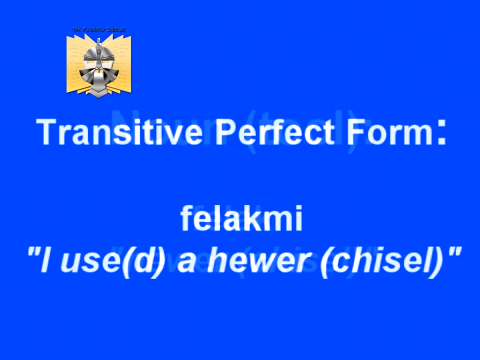 Transitive Perfect Form:
felakmi
"I use(d) a hewer (chisel)"